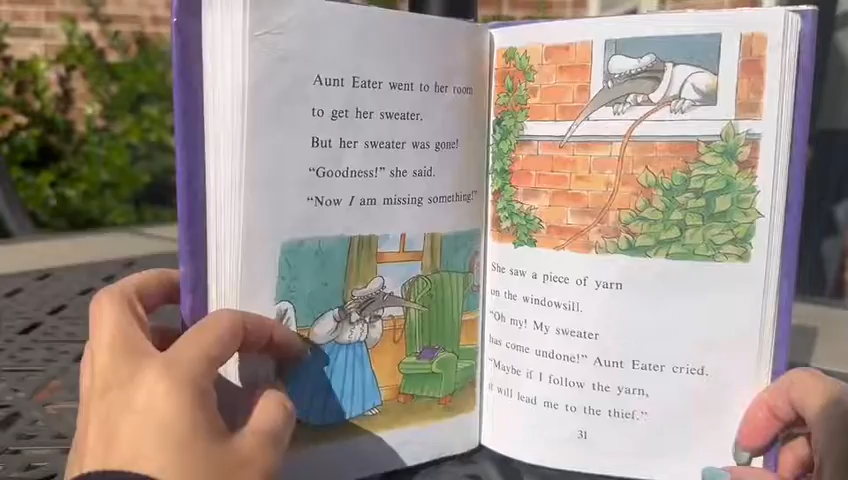 Aunt Eater went to her room
to get her sweater.
But her sweater was gone!
“Goodness!” she said.
“Now I am missing something!”
She saw a piece of yarn
on the windowsill.
“Oh my! My sweater
has come undone!” Aunt Eater cried.
“Maybe if I follow the yarn,
it will lead me to the thief.”
31